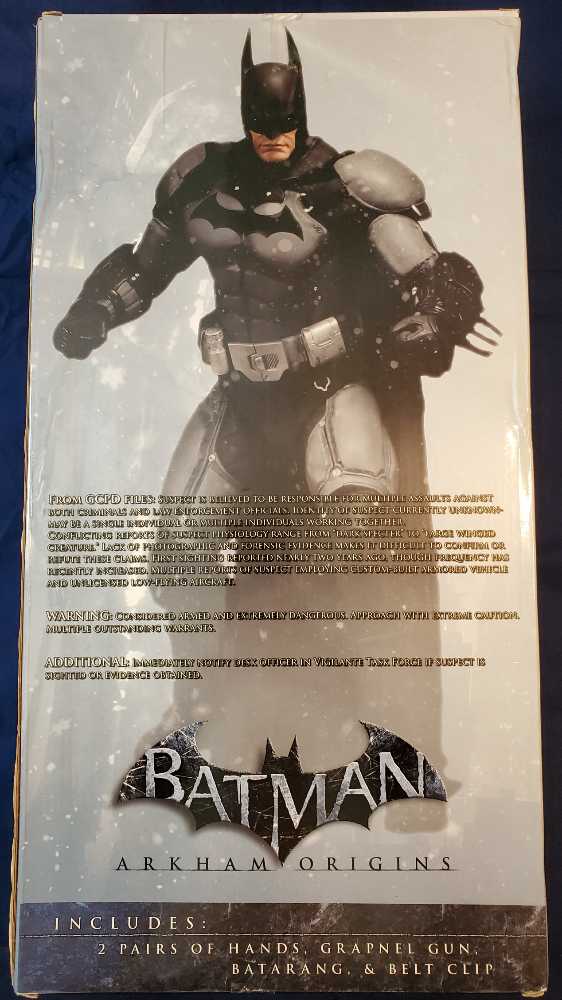 FROM GCPD FILES: SUSPECT IS BELIEVED TO BE RESPONSIBLE FOR MULTIPLE ASSAULTS AGAINST
BOTH CRIMINALS AND LAW ENFORCEMENT OFFICIALS. IDENTITY OF SUSPECT CURRENTLY UNKNOWN-
MAY BE A SINGLE INDIVIDUAL OR MULTIPLE INDIVIDUALS WORKING TOGETHER.
CONFLICTING REPORTS OF SUSPECT PHYSIOLOGY RANGE FROM "DARK SPECTER" TO "LARGE WINGED
CREATURE." LACK OF PHOTOGRAPHIC AND FORENSIC EVIDENCE MAKES IT DIFFICULT TO CONFIRM OR
REFUTE THESE CLAIMS. FIRST SIGHTING REPORTED NEARLY TWO YEARS AGO, THOUGH FREQUENCY HAS
RECENTLY INCREASED. MULTIPLE REPORTS OF SUSPECT EMPLOYING CUSTOM-BUILT ARMORED VEHICLE
AND UNLICENSED LOW-FLYING AIRCRAFT.
WARNING: CONSIDERED ARMED AND EXTREMELY DANGEROUS. APPROACH WITH EXTREME CAUTION.
MULTIPLE OUTSTANDING WARRANTS.
ADDITIONAL: IMMEDIATELY NOTIFY DESK OFFICER IN VIGILANTE TASK FORCE IF SUSPECT IS
SIGHTED OR EVIDENCE OBTAINED.
BATMAN
ARKHAM ORIGINS
INCLUDES:
2 PAIRS OF HANDS, GRAPNEL GUN,
BATARANG, & BELT CLIP